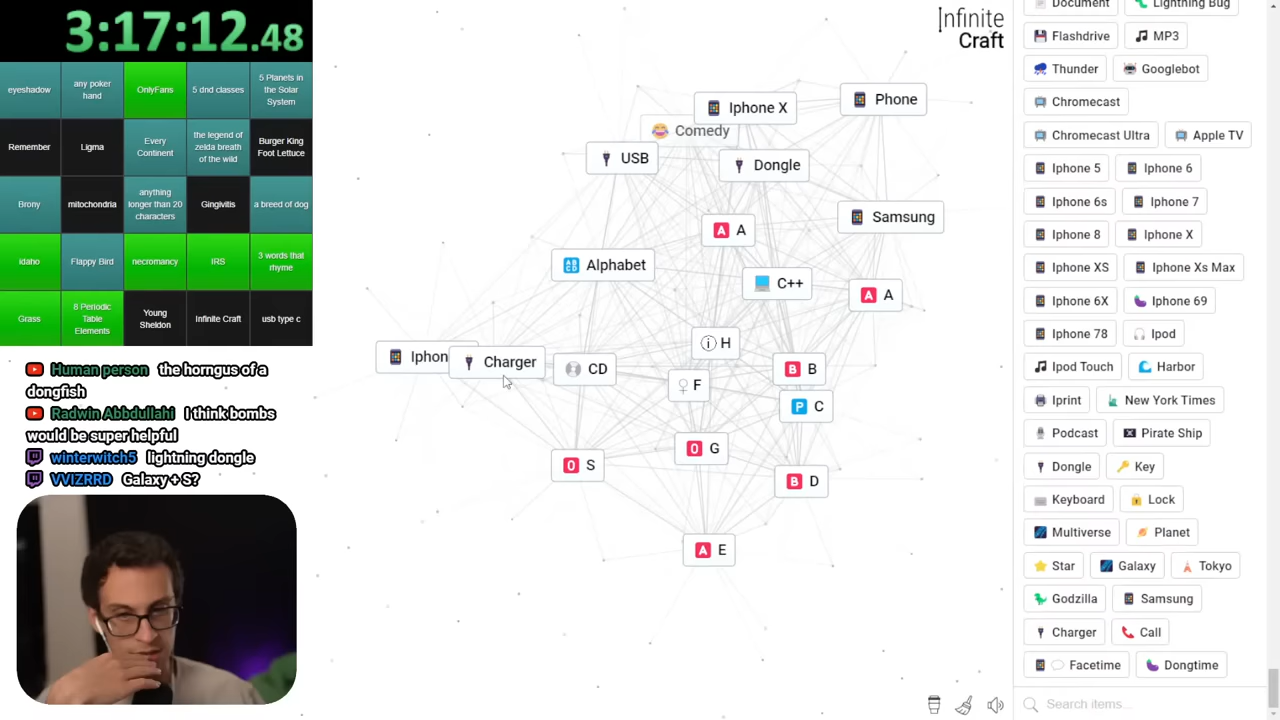 3:17:12.48
Infinite
Craft
eyeshadow
any poker
hand
OnlyFans
5 dnd classes
5 Planets in
the Solar
System
Remember
Ligma
Every
Continent
the legend of
zelda breath
of the wild
Burger King
Foot Lettuce
Brony
mitochondria
anything
longer than 20
characters
Gingivitis
a breed of dog
idaho
Flappy Bird
necromancy
IRS
3 words that
rhyme
Grass
8 Periodic
Table
Elements
Young
Sheldon
Infinite Craft
usb type c
Human person the horngus of a
dongfish
Radwin Abbdullahi I think bombs
would be super helpful
winterwitch5 lightning dongle
VVIZRRD Galaxy + S?
Iphone X
Phone
Comedy
USB
Dongle
Samsung
A A
Alphabet
C++
A A
H
Iphon
Charger
CD
B B
F
P C
O G
O S
B D
A E
Document
Lightning Bug
Flashdrive
MP3
Thunder
Googlebot
Chromecast
Chromecast Ultra
Apple TV
Iphone 5
Iphone 6
Iphone 6s
Iphone 7
Iphone 8
Iphone X
Iphone XS
Iphone Xs Max
Iphone 6X
Iphone 69
Iphone 78
Ipod
Ipod Touch
Harbor
Iprint
New York Times
Podcast
Pirate Ship
Dongle
Key
Keyboard
Lock
Multiverse
Planet
Star
Galaxy
Tokyo
Godzilla
Samsung
Charger
Call
Facetime
Dongtime
Search items...